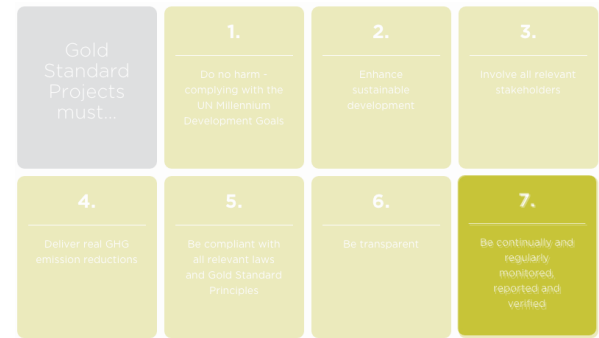 Gold
Standard
Projects
must...
1.
Do no harm -
complying with the
UN Millennium
Development Goals
2.
Enhance
sustainable
development
3.
Involve all relevant
stakeholders
4.
Deliver real GHG
emission reductions
5.
Be compliant with
all relevant laws
and Gold Standard
Principles
6.
Be transparent
7.
Be continually and
regularly
monitored,
reported and
verified